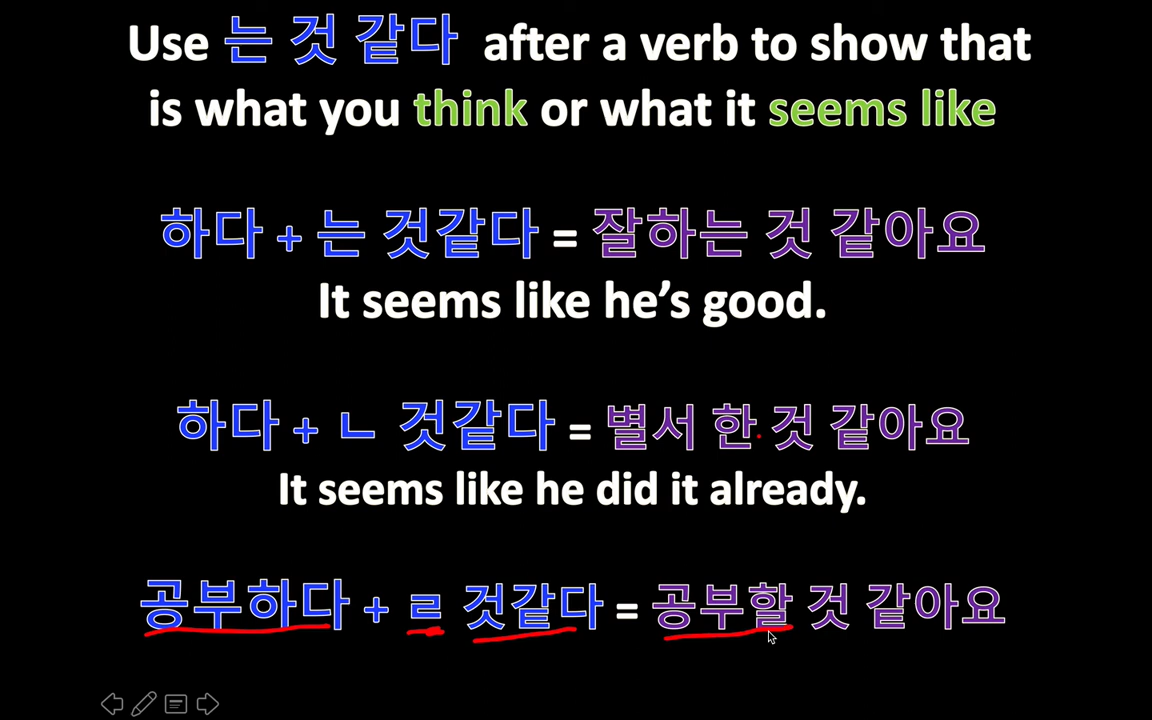 Use 는 것 같다 after a verb to show that
is what you think or what it seems like
하다 + 는 것같다 = 잘하는 것 같아요
It seems like he’s good.
하다 + ㄴ 것같다 = 별서 한 것 같아요
It seems like he did it already.
공부하다 + ㄹ 것같다 = 공부할 것 같아요